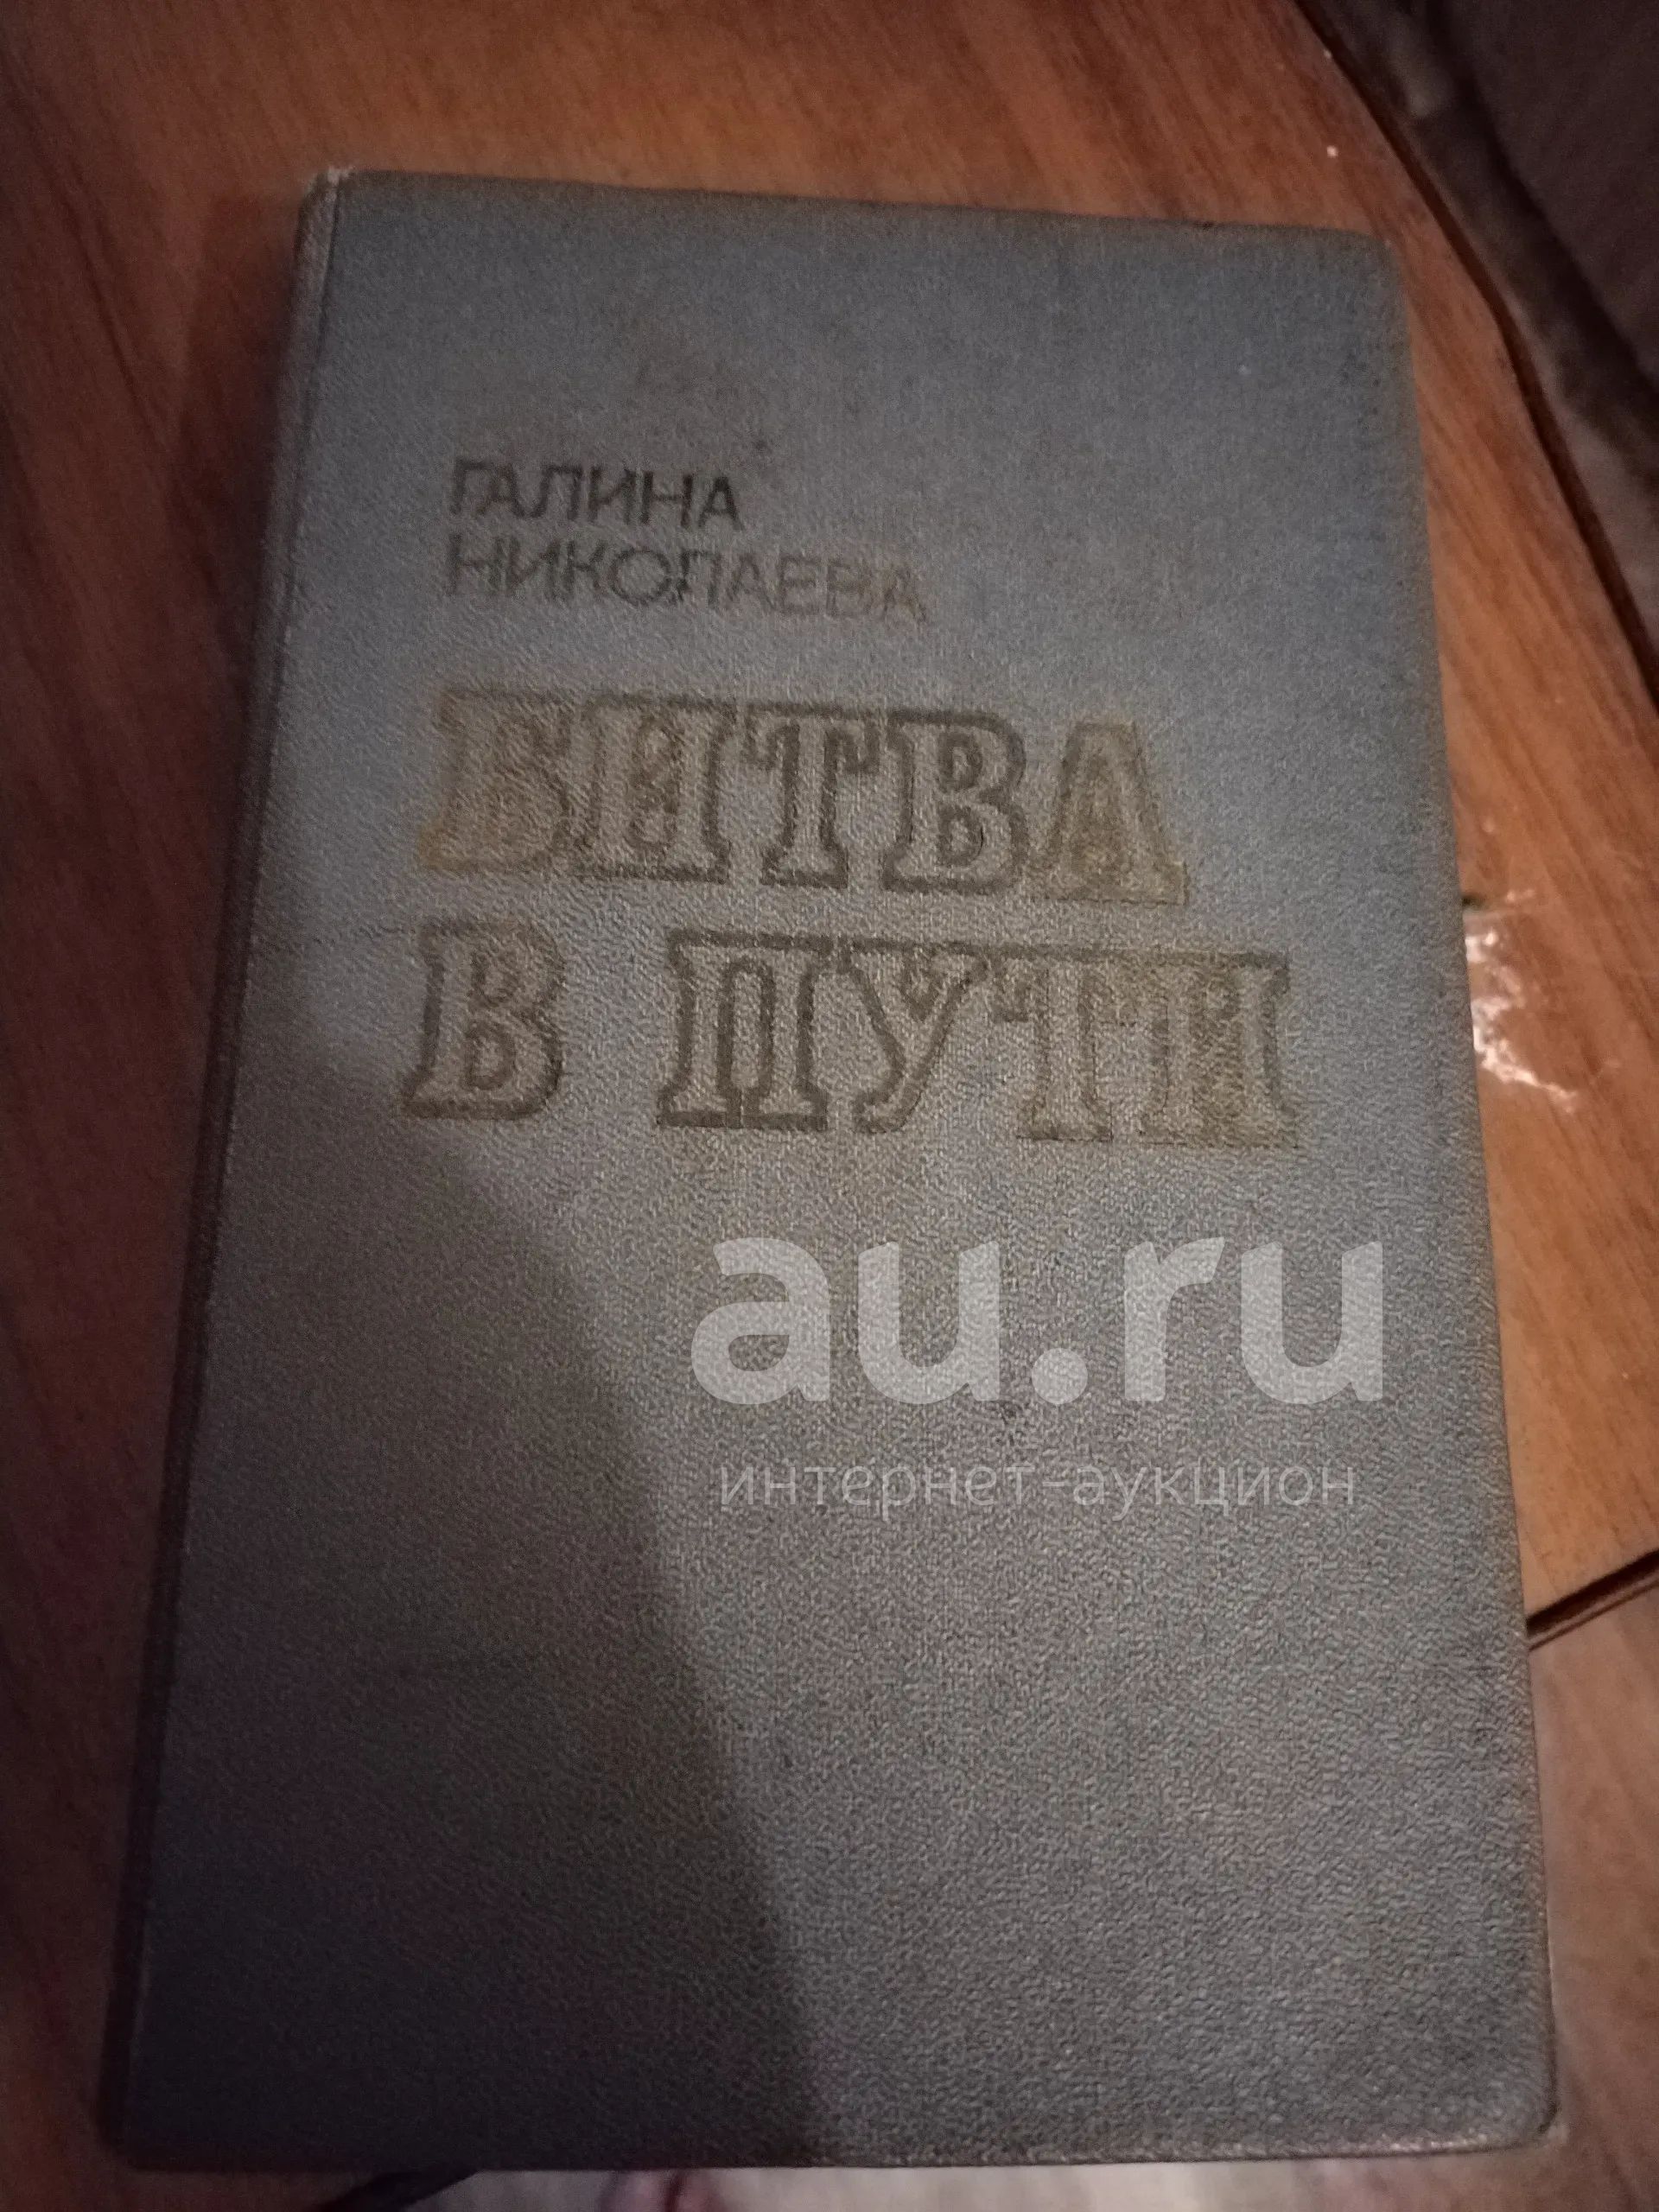 ГАЛИНА
НИКОЛАЕВА
БИТВА
В ПУТИ
au.ru
интернет-аукцион